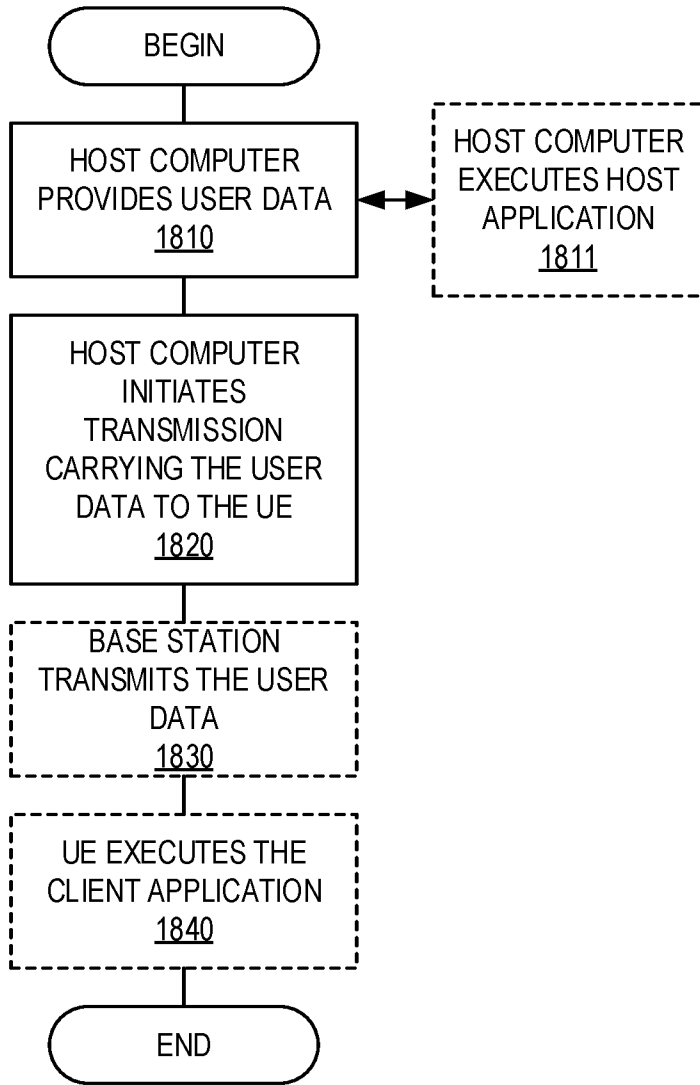 BEGIN
HOST COMPUTER
PROVIDES USER DATA
1810
HOST COMPUTER
EXECUTES HOST
APPLICATION
1811
HOST COMPUTER
INITIATES
TRANSMISSION
CARRYING THE USER
DATA TO THE UE
1820
BASE STATION
TRANSMITS THE USER
DATA
1830
UE EXECUTES THE
CLIENT APPLICATION
1840
END